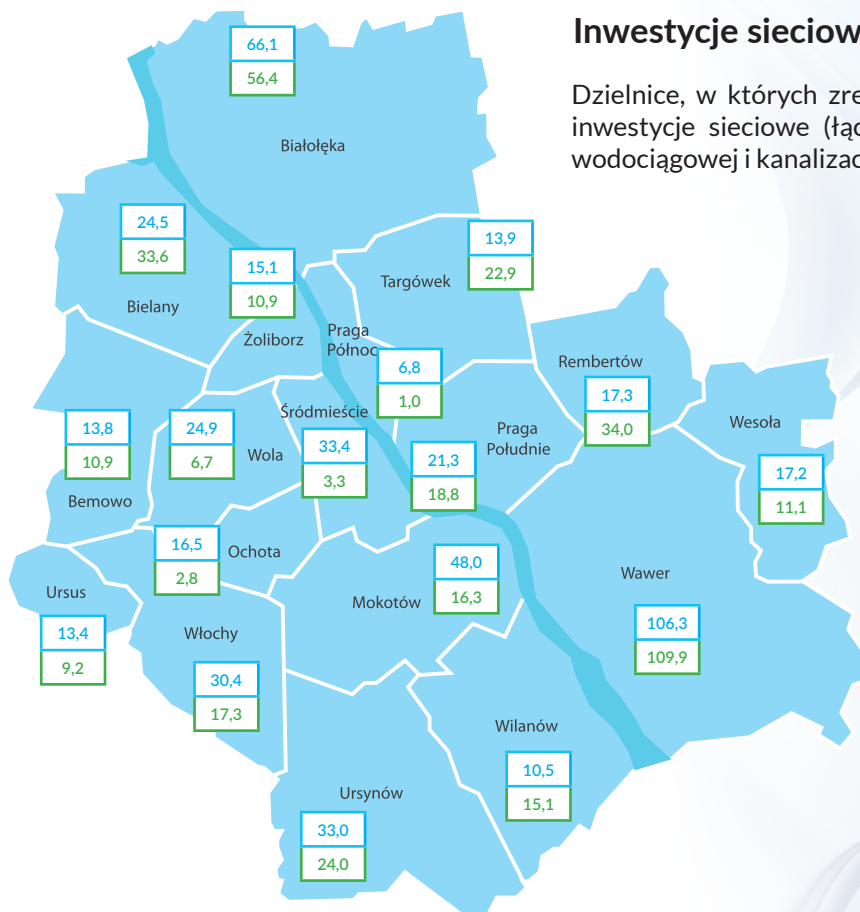 Inwestycje sieciow
Dzielnice, w których zre
inwestycje sieciowe (łąc
wodociągowej i kanalizac
66,1
56,4
Białołęka
24,5
33,6
Bielany
15,1
10,9
Żoliborz
13,9
22,9
Targówek
Praga
Północ
6,8
1,0
Rembertów
17,3
34,0
Wesoła
17,2
11,1
13,8
10,9
Bemowo
24,9
6,7
Wola
Śródmieście
33,4
3,3
Praga
Południe
21,3
18,8
16,5
2,8
Ochota
48,0
16,3
Mokotów
Wawer
106,3
109,9
Ursus
13,4
9,2
Włochy
30,4
17,3
Wilanów
10,5
15,1
Ursynów
33,0
24,0